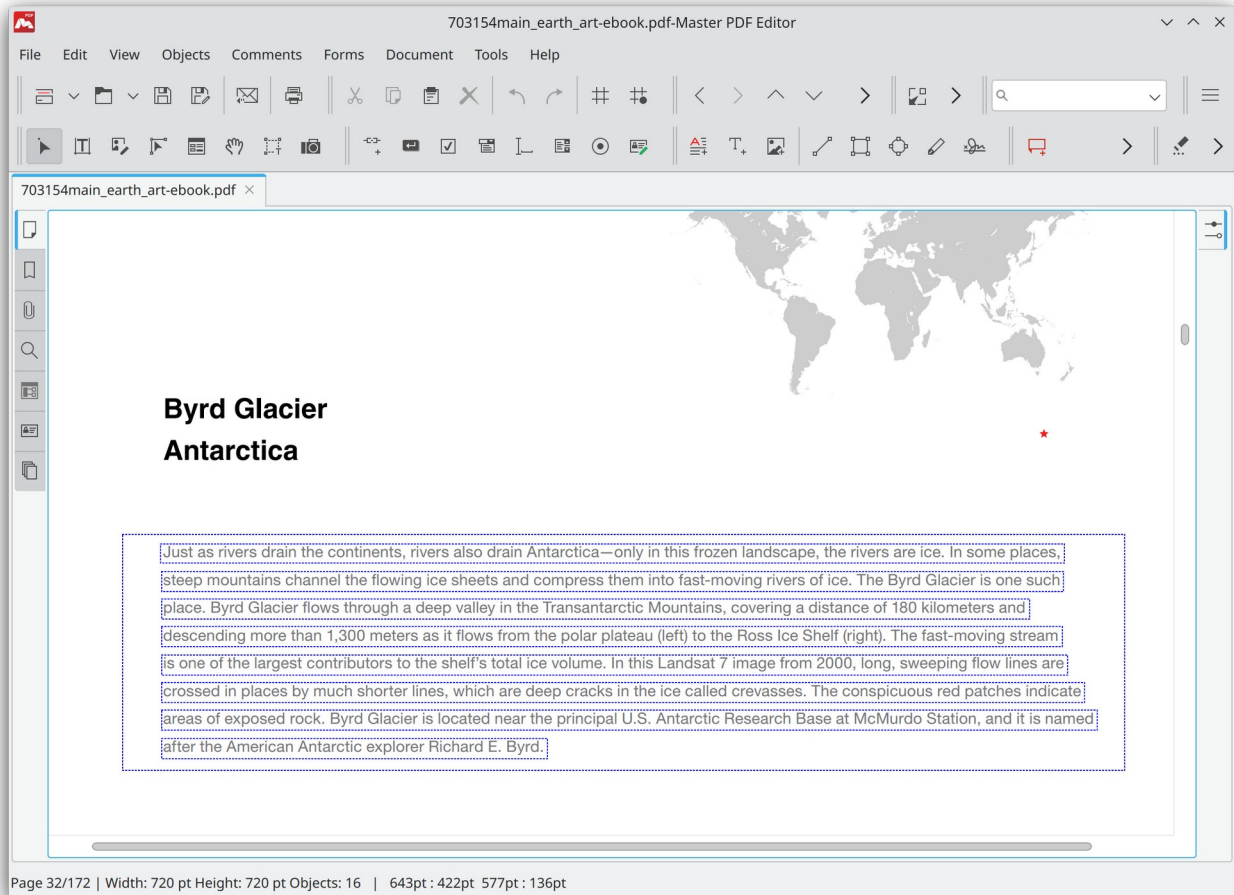 703154main_earth_art-ebook.pdf-Master PDF Editor
File Edit View Objects Comments Forms Document Tools Help
703154main_earth_art-ebook.pdf
Byrd Glacier
Antarctica
Just as rivers drain the continents, rivers also drain Antarctica—only in this frozen landscape, the rivers are ice. In some places,
steep mountains channel the flowing ice sheets and compress them into fast-moving rivers of ice. The Byrd Glacier is one such
place. Byrd Glacier flows through a deep valley in the Transantarctic Mountains, covering a distance of 180 kilometers and
descending more than 1,300 meters as it flows from the polar plateau (left) to the Ross Ice Shelf (right). The fast-moving stream
is one of the largest contributors to the shelf’s total ice volume. In this Landsat 7 image from 2000, long, sweeping flow lines are
crossed in places by much shorter lines, which are deep cracks in the ice called crevasses. The conspicuous red patches indicate
areas of exposed rock. Byrd Glacier is located near the principal U.S. Antarctic Research Base at McMurdo Station, and it is named
after the American Antarctic explorer Richard E. Byrd.
Page 32/172 | Width: 720 pt Height: 720 pt Objects: 16 | 643pt : 422pt 577pt : 136pt